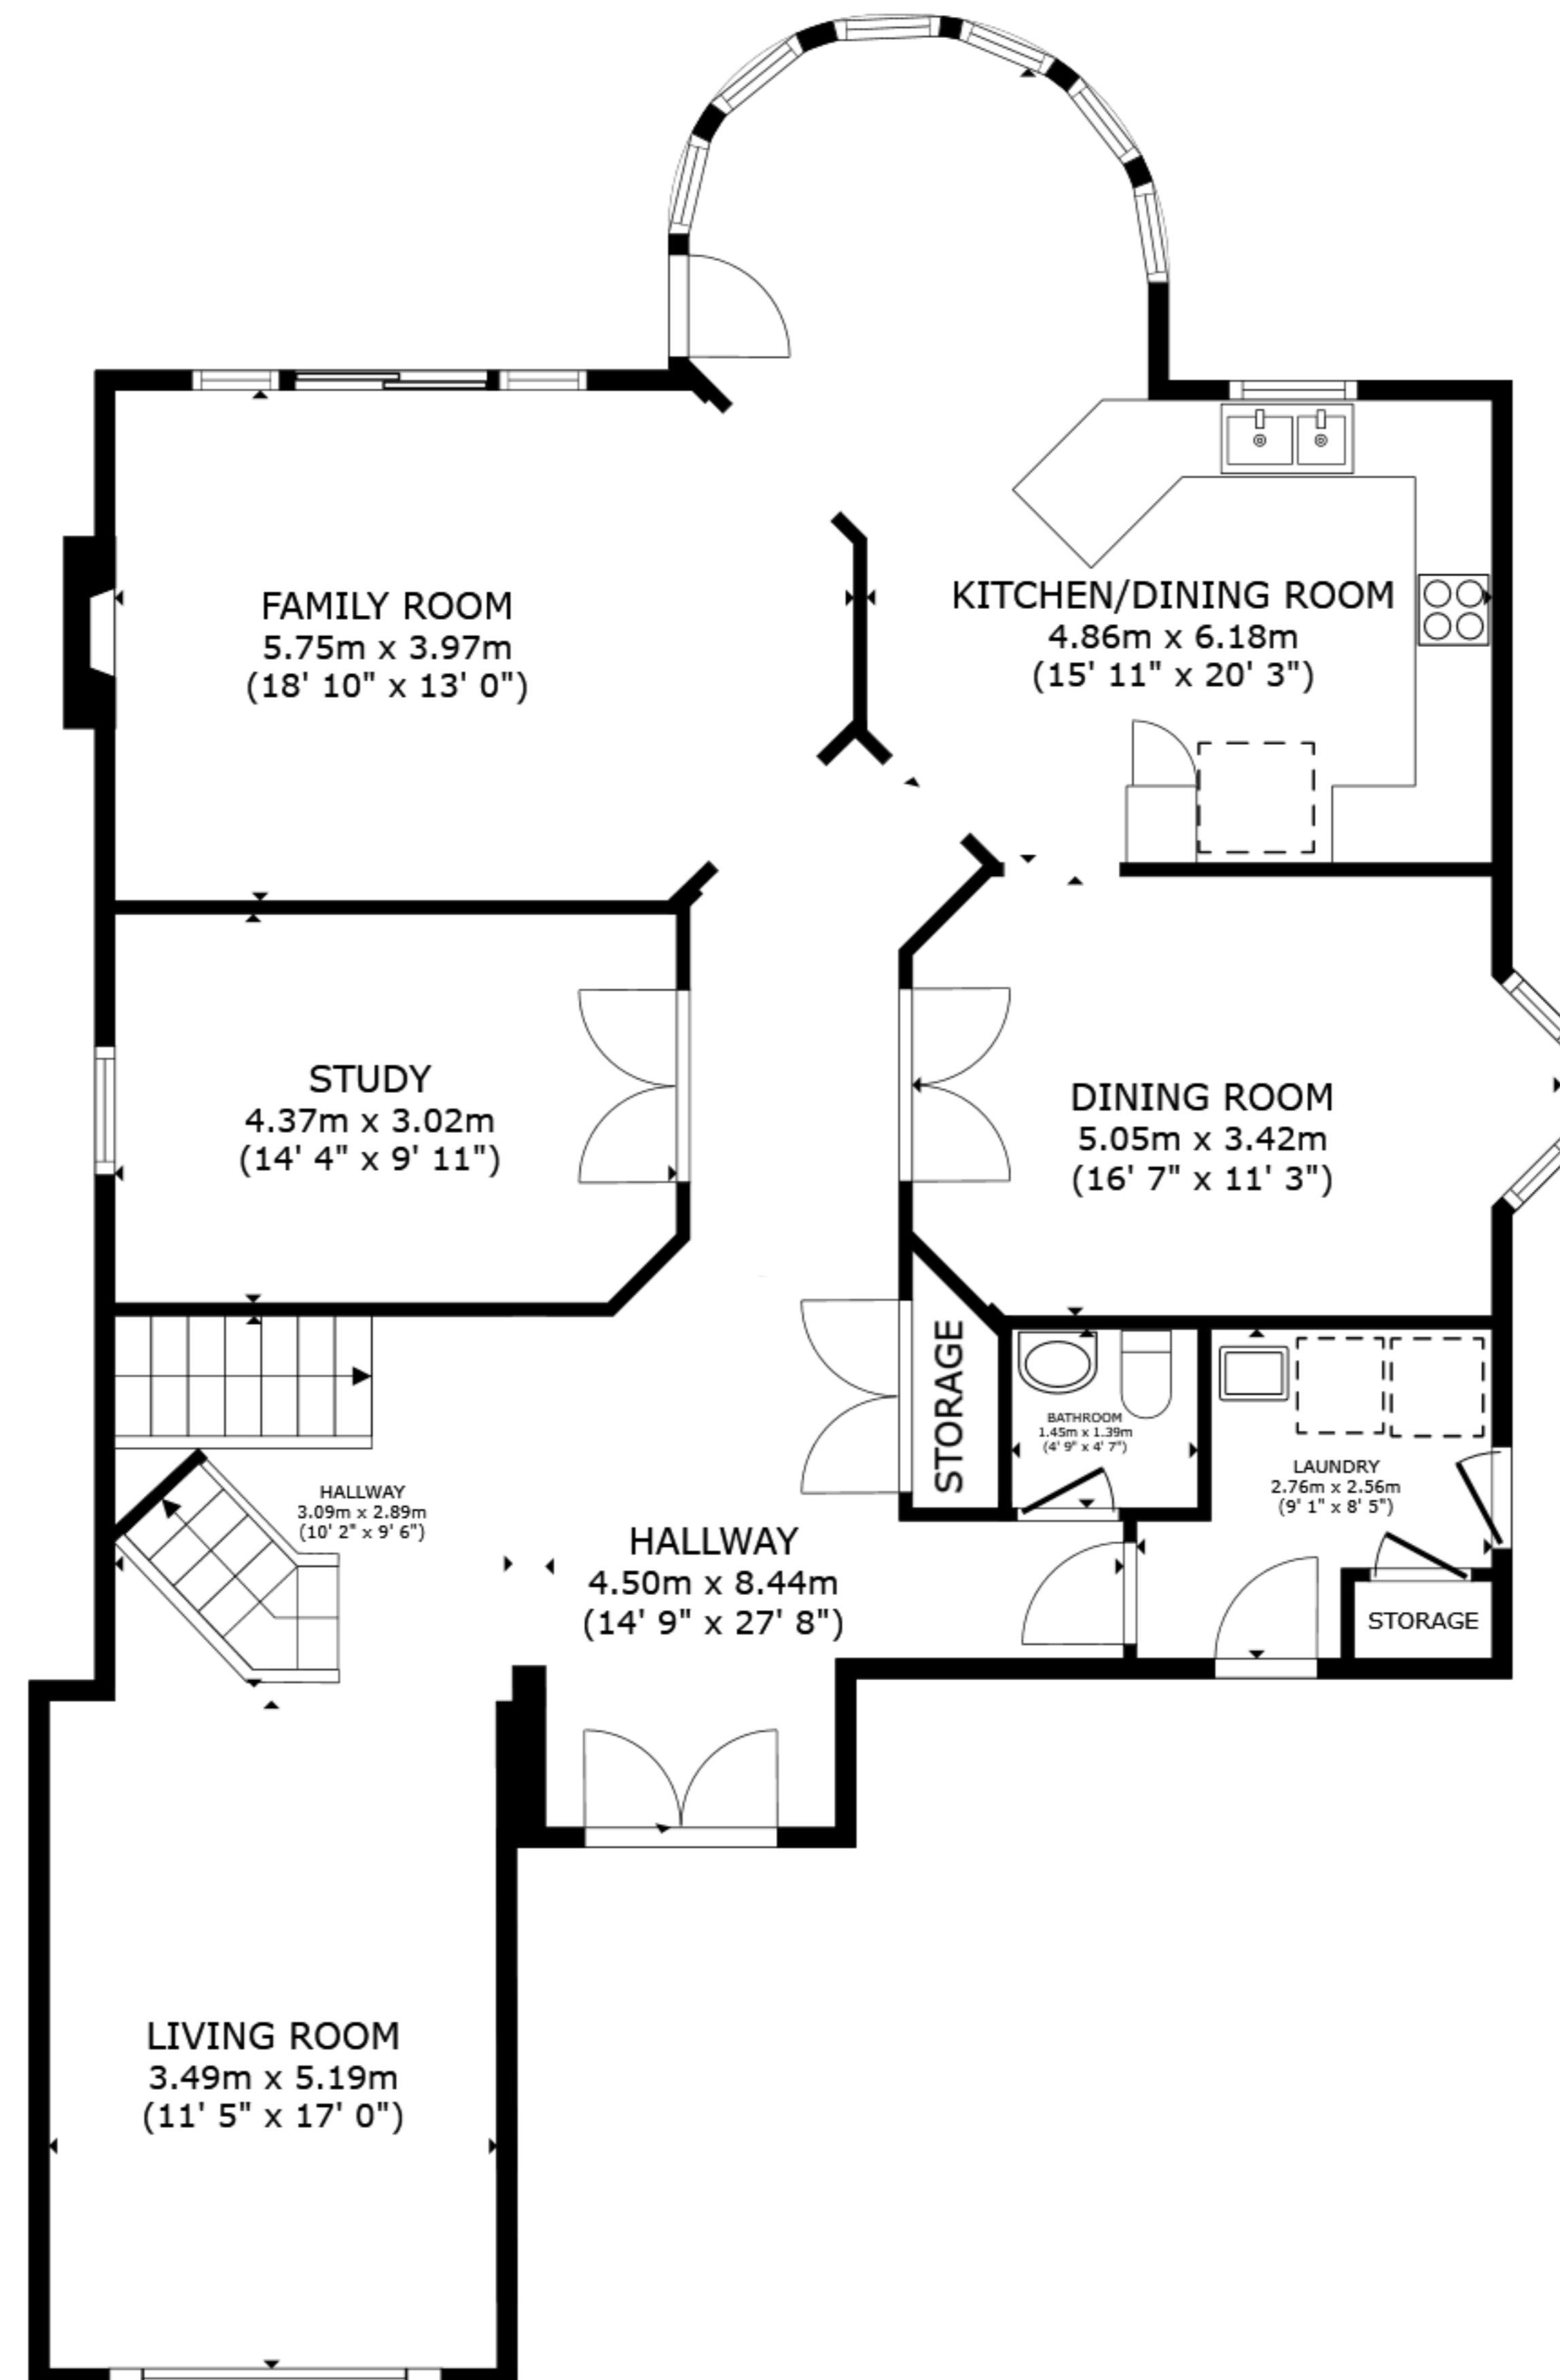 FAMILY ROOM
5.75m x 3.97m
(18' 10" x 13' 0")
KITCHEN/DINING ROOM
4.86m x 6.18m
(15' 11" x 20' 3")
STUDY
4.37m x 3.02m
(14' 4" x 9' 11")
DINING ROOM
5.05m x 3.42m
(16' 7" x 11' 3")
STORAGE
BATHROOM
1.45m x 1.39m
(4' 9" x 4' 7")
LAUNDRY
2.76m x 2.56m
(9' 1" x 8' 5")
HALLWAY
3.09m x 2.89m
(10' 2" x 9' 6")
HALLWAY
4.50m x 8.44m
(14' 9" x 27' 8")
STORAGE
LIVING ROOM
3.49m x 5.19m
(11' 5" x 17' 0")